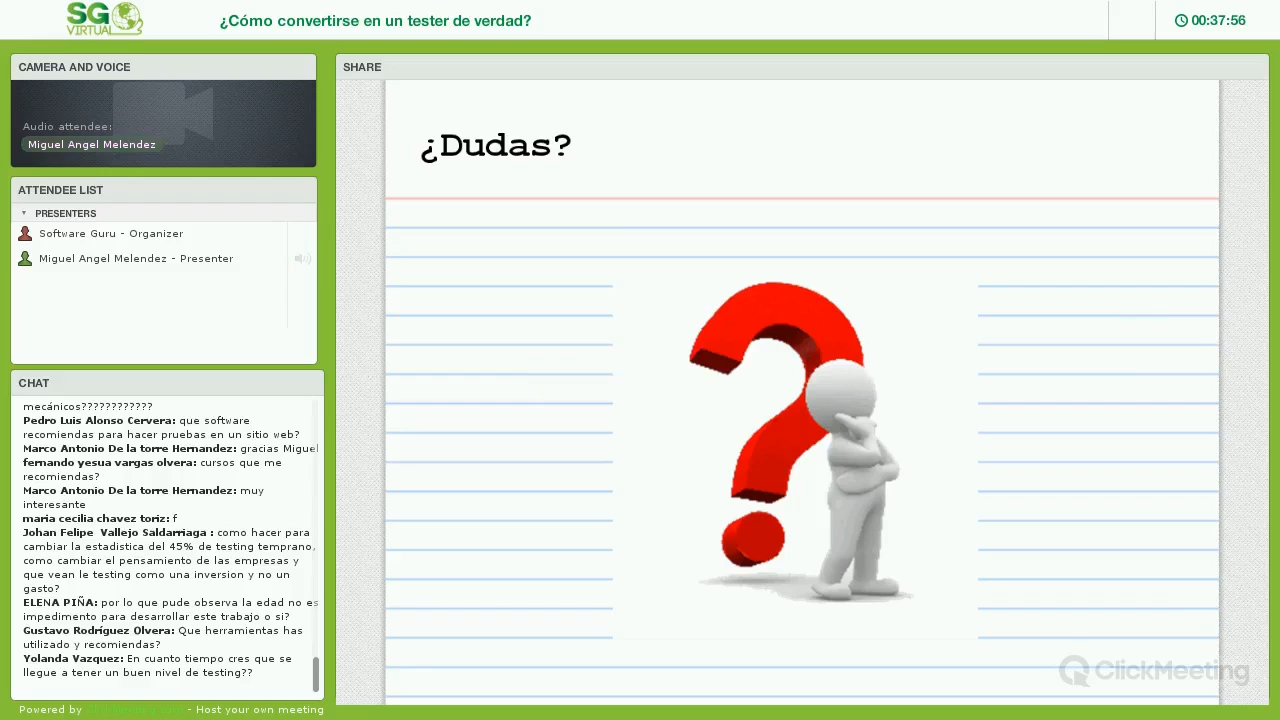 SG
VIRTUAL
¿Cómo convertirse en un tester de verdad?
00:37:56
CAMERA AND VOICE
Audio attendee:
Miguel Angel Melendez
ATTENDEE LIST
PRESENTERS
Software Guru - Organizer
Miguel Angel Melendez - Presenter
CHAT
mecánicos????????????
Pedro Luis Alonso Cervera: que software
recomiendas para hacer pruebas en un sitio web?
Marco Antonio De la torre Hernandez: gracias Miguel
fernando yesua vargas olvera: cursos que me
recomiendas?
Marco Antonio De la torre Hernandez: muy
interesante
maria cecilia chavez toriz: f
Johan Felipe Vallejo Saldarriaga : como hacer para
cambiar la estadistica del 45% de testing temprano,
como cambiar el pensamiento de las empresas y
que vean le testing como una inversion y no un
gasto?
ELENA PIÑA: por lo que pude observa la edad no es
impedimento para desarrollar este trabajo o si?
Gustavo Rodríguez Olvera: Que herramientas has
utilizado y recomiendas?
Yolanda Vazquez: En cuanto tiempo cres que se
llegue a tener un buen nivel de testing??
Powered by
- Host your own meeting
SHARE
¿Dudas?
ClickMeeting